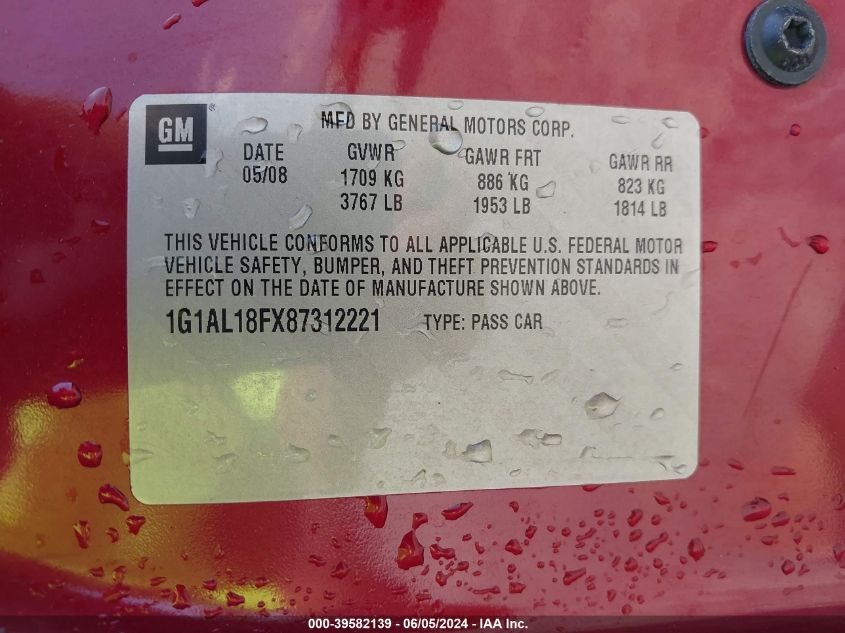 GM ®
MFD BY GENERAL MOTORS CORP.
DATE GVWR GAWR FRT GAWR RR
05/08 1709 KG 886 KG 823 KG
3767 LB 1953 LB 1814 LB
THIS VEHICLE CONFORMS TO ALL APPLICABLE U.S. FEDERAL MOTOR
VEHICLE SAFETY, BUMPER, AND THEFT PREVENTION STANDARDS IN
EFFECT ON THE DATE OF MANUFACTURE SHOWN ABOVE.
1G1AL18FX87312221 TYPE: PASS CAR
000-39582139 - 06/05/2024 - IAA Inc.